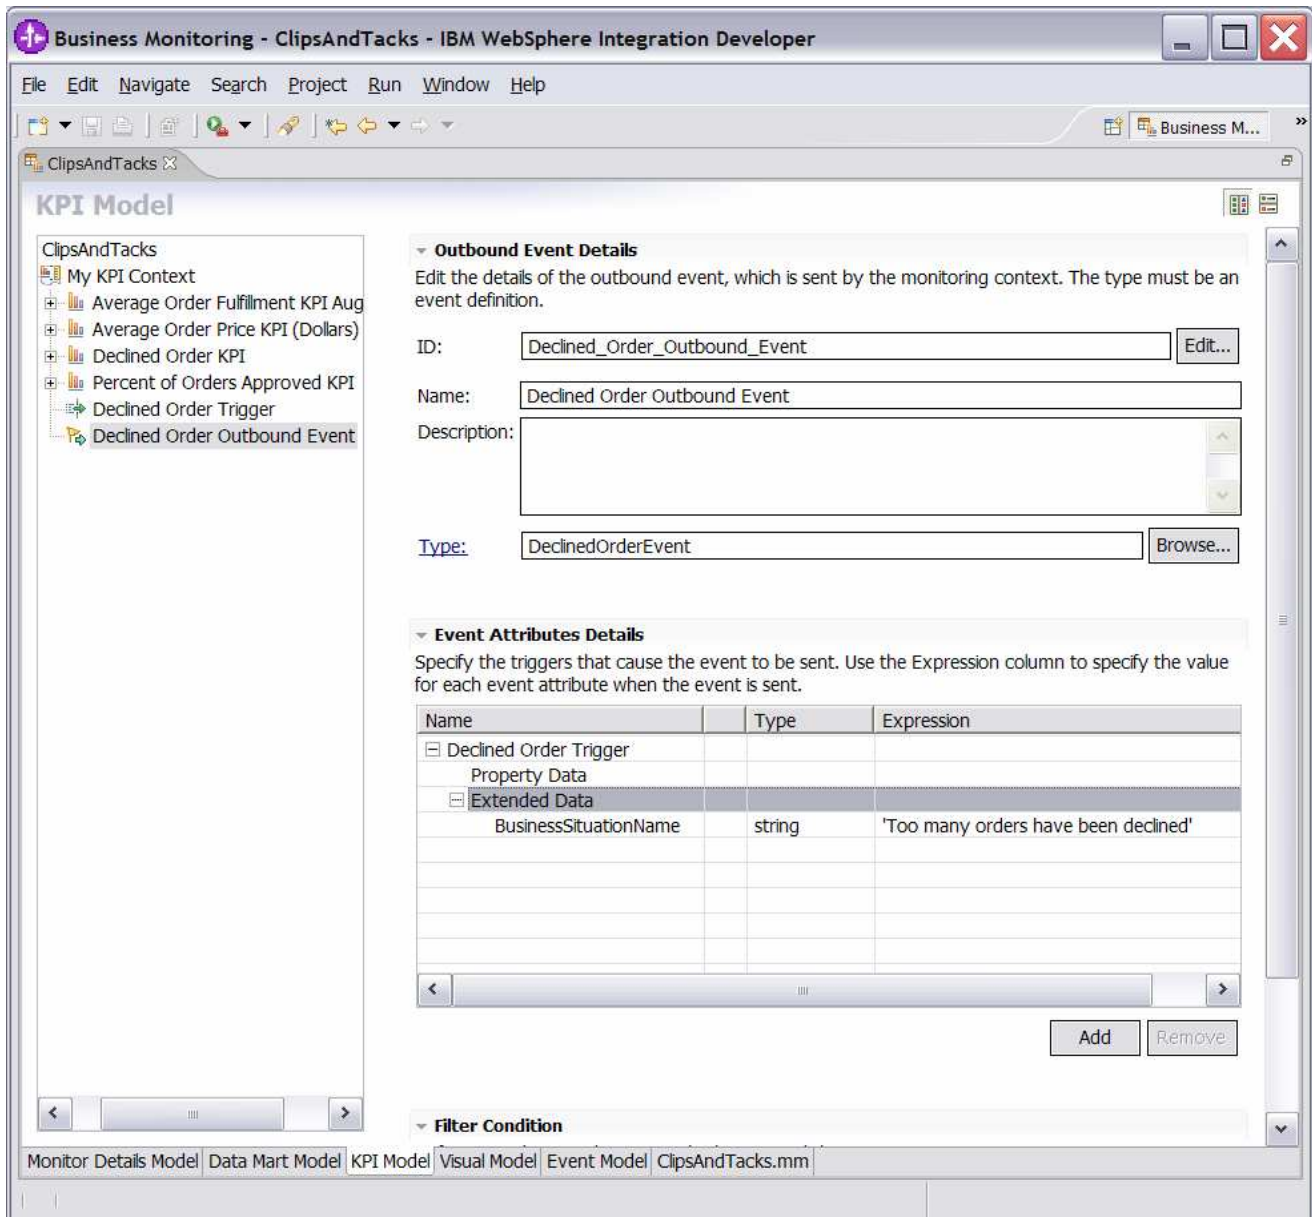 Business Monitoring - ClipsAndTacks - IBM WebSphere Integration Developer
File Edit Navigate Search Project Run Window Help
Business M... »
ClipsAndTacks
KPI Model
ClipsAndTacks
My KPI Context
Average Order Fulfillment KPI Aug
Average Order Price KPI (Dollars)
Declined Order KPI
Percent of Orders Approved KPI
Declined Order Trigger
Declined Order Outbound Event
Outbound Event Details
Edit the details of the outbound event, which is sent by the monitoring context. The type must be an
event definition.
ID: Declined_Order_Outbound_Event Edit...
Name: Declined Order Outbound Event
Description:
Type: DeclinedOrderEvent Browse...
Event Attributes Details
Specify the triggers that cause the event to be sent. Use the Expression column to specify the value
for each event attribute when the event is sent.
Name Type Expression
Declined Order Trigger
Property Data
Extended Data
BusinessSituationName string 'Too many orders have been declined'
Add Remove
Filter Condition
Monitor Details Model Data Mart Model KPI Model Visual Model Event Model ClipsAndTacks.mm